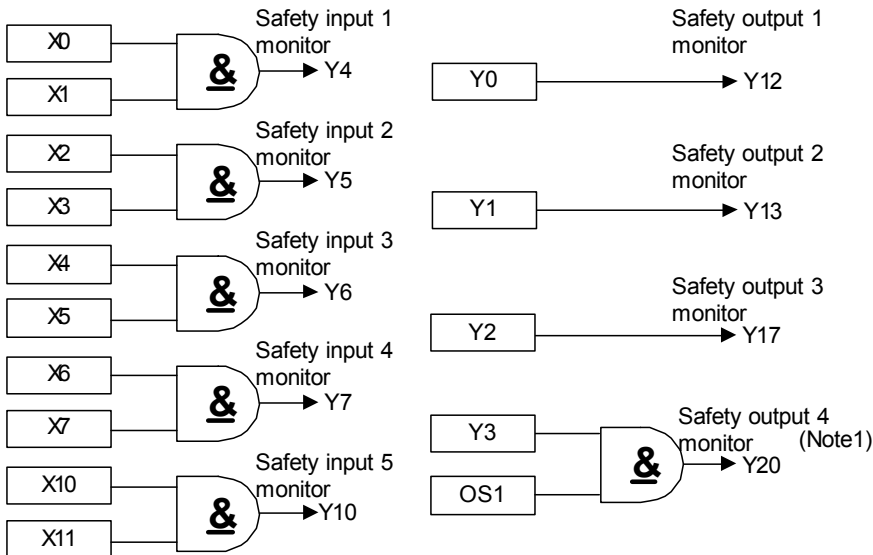 Safety input 1
monitor
X0
X1
&
Y4
Safety input 2
monitor
X2
X3
&
Y5
Safety input 3
monitor
X4
X5
&
Y6
Safety input 4
monitor
X6
X7
&
Y7
Safety input 5
monitor
X10
X11
&
Y10
Safety output 1
monitor
Y0
Y12
Safety output 2
monitor
Y1
Y13
Safety output 3
monitor
Y2
Y17
Safety output 4
monitor (Note1)
Y3
OS1
&
Y20